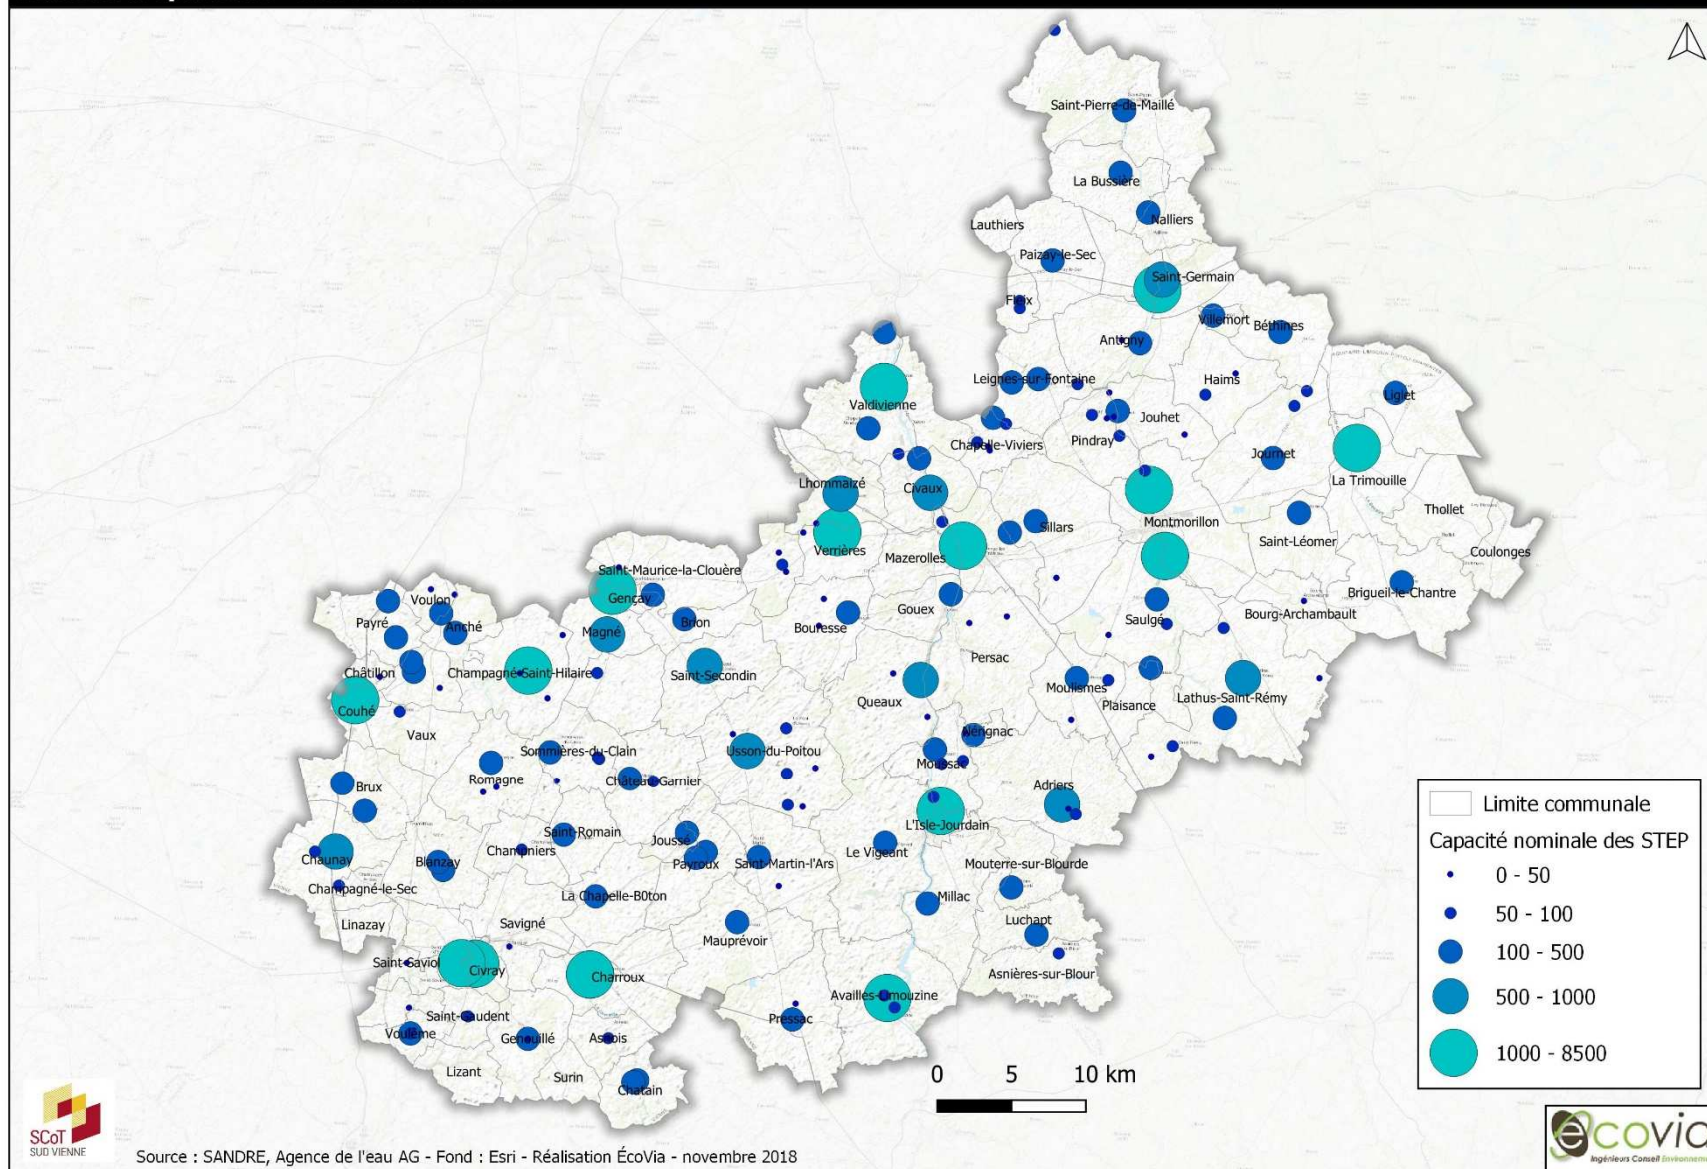 Saint-Pierre-de-Maillé
La Bussière
Nalliers
Lauthiers
Paizay-le-Sec
Saint-Germain
Fleix
Villemort
Béthines
Antigny
Leignes-sur-Fontaine
Haims
Liglet
Valdivienne
Jouhet
Chapelle-Viviers
Pindray
Journet
La Trimouille
Lhommaizé
Civaux
Thollet
Montmorillon
Sillars
Saint-Léomer
Verrières
Mazerolles
Coulonges
Saint-Maurice-la-Clouère
Brigueil-le-Chantre
Gençay
Voulon
Gouex
Bourg-Archambault
Payré
Anché
Brion
Bouresse
Saulgé
Magné
Persac
Châtillon
Champagné-Saint-Hilaire
Saint-Secondin
Moulismes
Queaux
Plaisance
Lathus-Saint-Rémy
Couhé
Vaux
Nérignac
Sommières-du-Clain
Usson-du-Poitou
Moussac
Romagne
Château-Garnier
Brux
Adriers
L'Isle-Jourdain
Saint-Romain
Joussé
Chaunay
Champniers
Le Vigeant
Blanzay
Payroux
Saint-Martin-l'Ars
Mouterre-sur-Blourde
Champagné-le-Sec
La Chapelle-Bâton
Millac
Linazay
Savigné
Mauprévoir
Luchapt
Saint-Saviol
Civray
Charroux
Asnières-sur-Blour
Availles-Limouzine
Saint-Gaudent
Pressac
Voulême
Genouillé
Asnois
Lizant
Surin
Chatain
Limite communale
Capacité nominale des STEP
0 - 50
50 - 100
100 - 500
500 - 1000
1000 - 8500
0 5 10 km
SCoT
SUD VIENNE
Source : SANDRE, Agence de l'eau AG - Fond : Esri - Réalisation ÉcoVia - novembre 2018
écovia
Ingénieurs Conseil Environnem